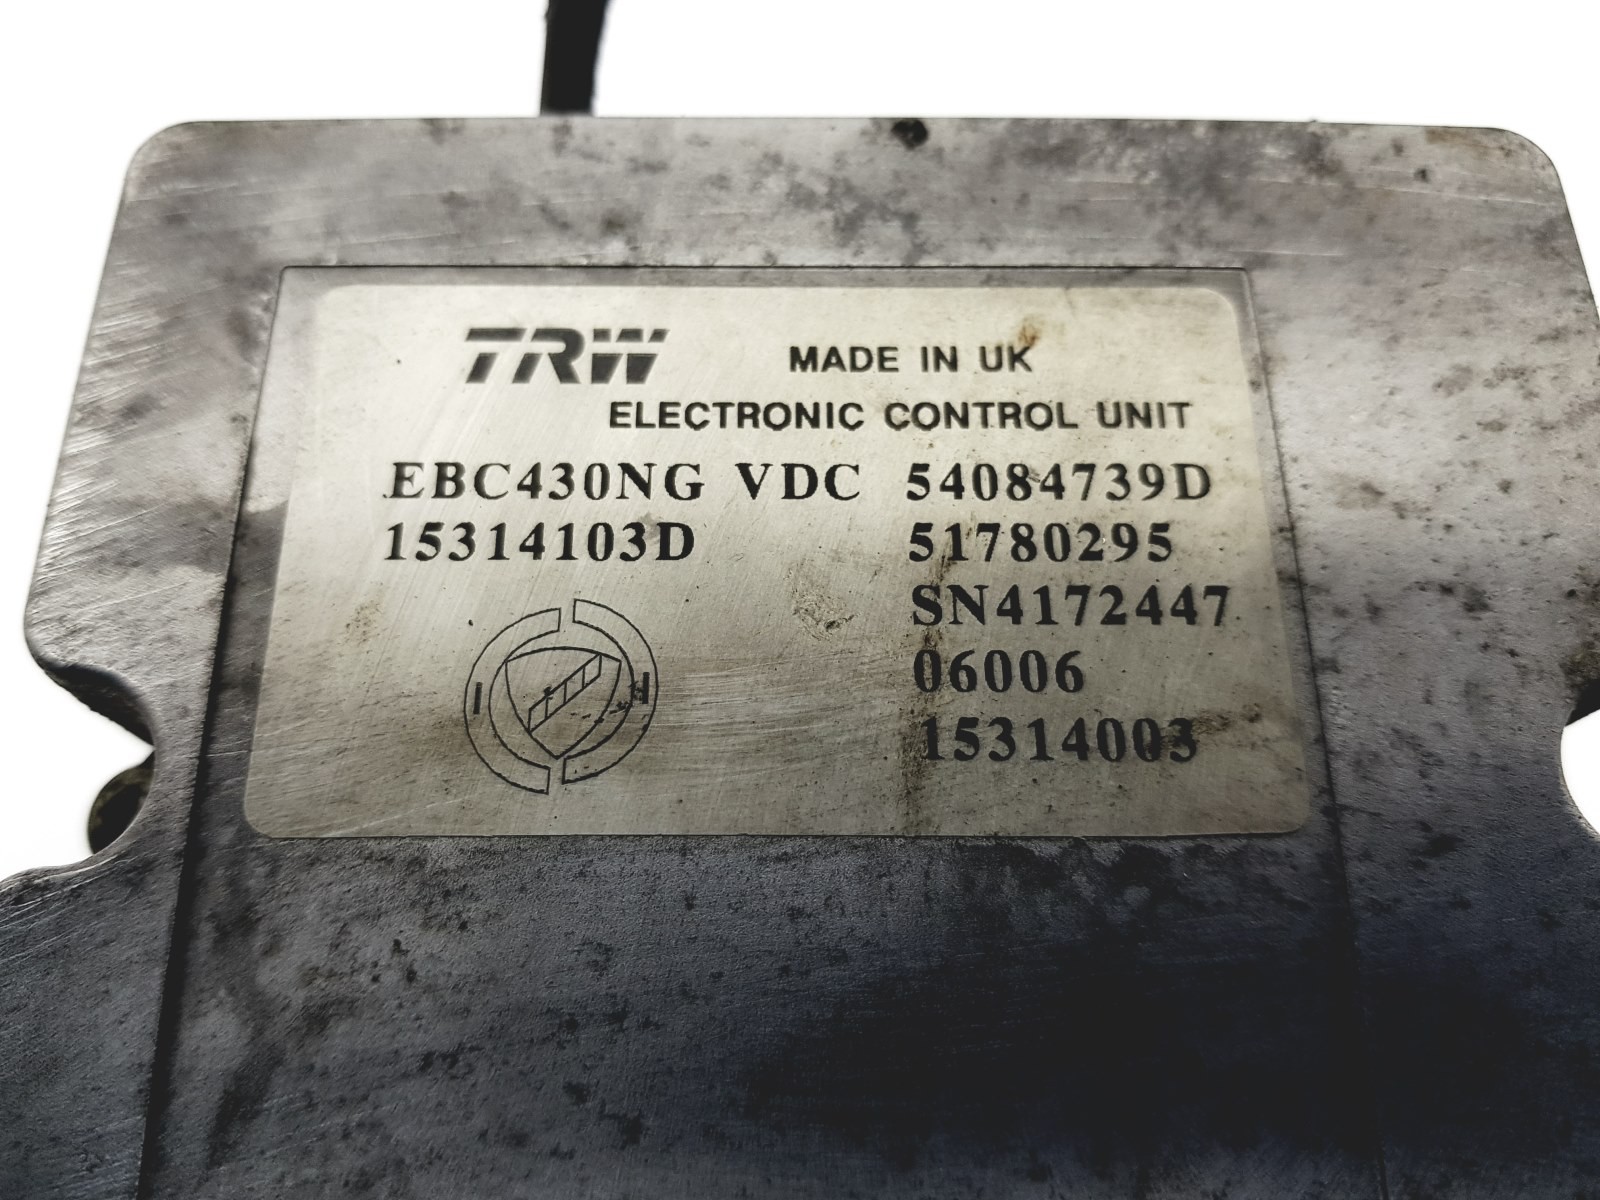 TRW MADE IN UK
ELECTRONIC CONTROL UNIT
EBC430NG VDC 54084739D
15314103D 51780295
SN4172447
06006
15314003